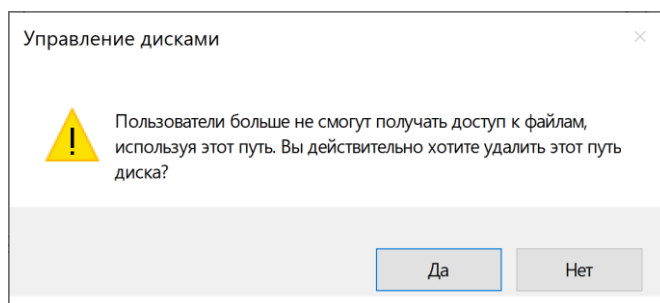 Управление дисками
Пользователи больше не смогут получать доступ к файлам,
используя этот путь. Вы действительно хотите удалить этот путь
диска?
Да
Нет